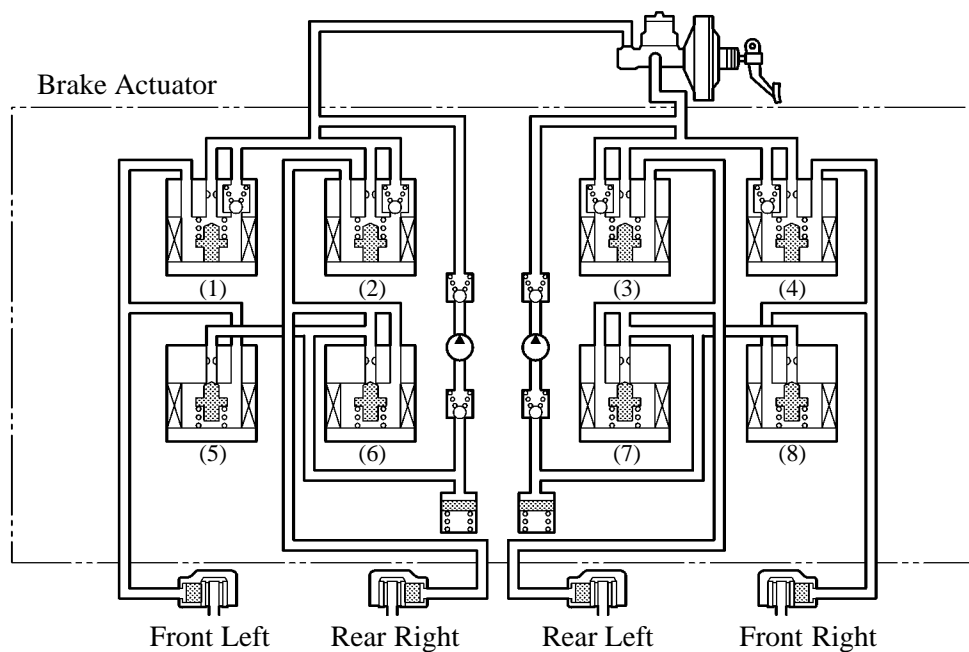 Brake Actuator
(1) (2) (3) (4)
(5) (6) (7) (8)
Front Left Rear Right Rear Left Front Right